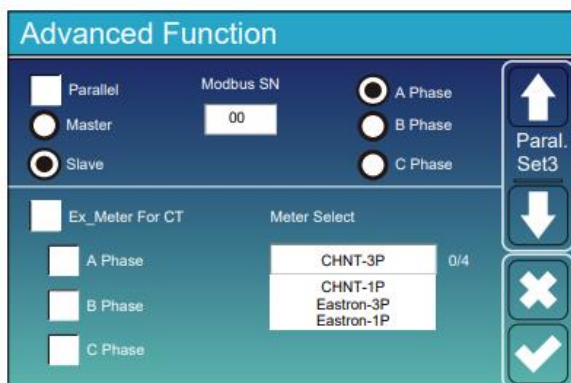 Advanced Function
Parallel
Modbus SN
00
A Phase
Master
B Phase
Slave
C Phase
Paral.
Set3
Ex_Meter For CT
Meter Select
A Phase
CHNT-3P
0/4
CHNT-1P
B Phase
Eastron-3P
Eastron-1P
C Phase